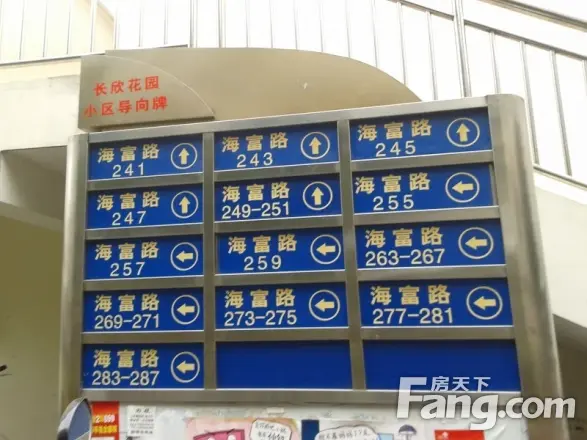 长欣花园
小区导向牌
海富路
241
海富路
243
海富路
245
海富路
247
海富路
249-251
海富路
255
海富路
257
海富路
259
海富路
263-267
海富路
269-271
海富路
273-275
海富路
277-281
海富路
283-287
房天下
Fang.com